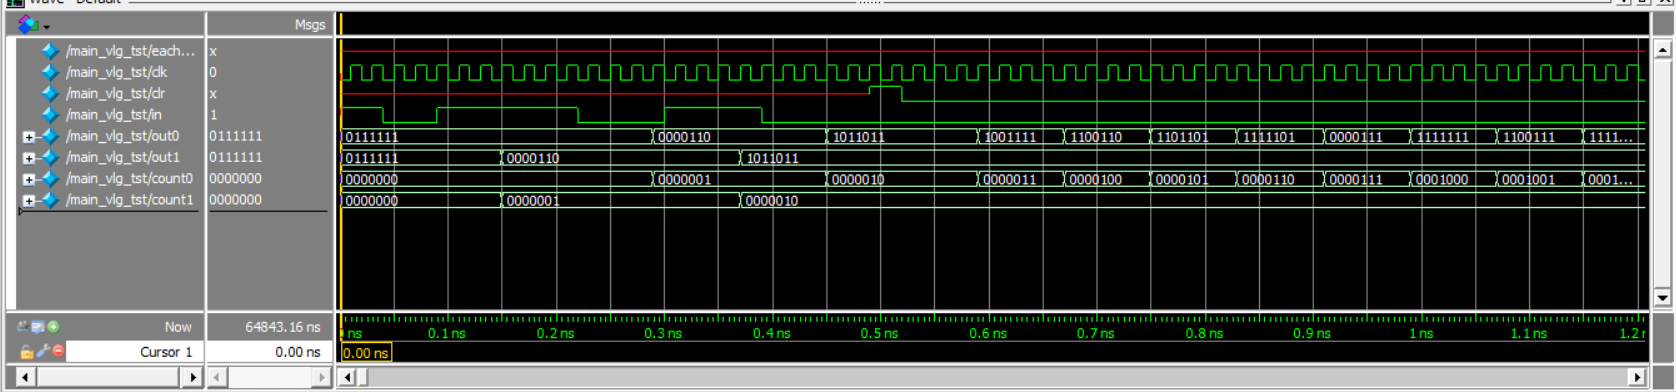 Wave - Default
Msgs
/main_vlg_tst/each... x
/main_vlg_tst/clk 0
/main_vlg_tst/clr x
/main_vlg_tst/in 1
/main_vlg_tst/out0 0111111 0111111 0000110 1011011 1001111 1100110 1101101 1111101 0000111 1111111 1100111 1111...
/main_vlg_tst/out1 0111111 0111111 0000110 1011011
/main_vlg_tst/count0 0000000 0000000 0000001 0000010 0000011 0000100 0000101 0000110 0000111 0001000 0001001 0001...
/main_vlg_tst/count1 0000000 0000000 0000001 0000010
Now 64843.16 ns ns 0.1 ns 0.2 ns 0.3 ns 0.4 ns 0.5 ns 0.6 ns 0.7 ns 0.8 ns 0.9 ns 1 ns 1.1 ns 1.2
Cursor 1 0.00 ns 0.00 ns